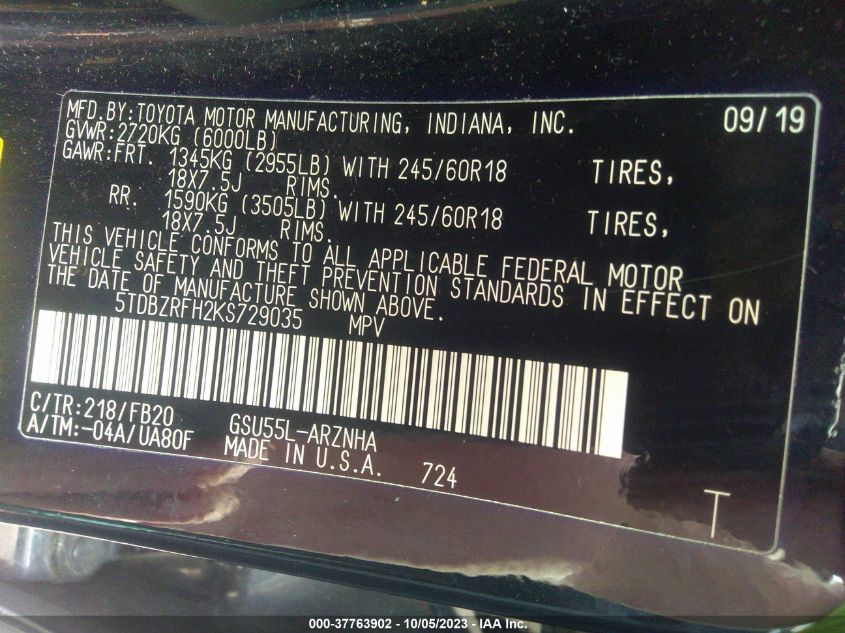 MFD.BY:TOYOTA MOTOR MANUFACTURING, INDIANA, INC. 09/19
GVWR:2720KG (6000LB)
GAWR:FRT. 1345KG (2955LB) WITH 245/60R18 TIRES,
18X7.5J RIMS.
RR. 1590KG (3505LB) WITH 245/60R18 TIRES,
18X7.5J RIMS.
THIS VEHICLE CONFORMS TO ALL APPLICABLE FEDERAL MOTOR
VEHICLE SAFETY AND THEFT PREVENTION STANDARDS IN EFFECT ON
THE DATE OF MANUFACTURE SHOWN ABOVE.
5TDBZRFH2KS729035 MPV
C/TR:218/FB20 GSU55L-ARZNHA
A/TM:-04A/UA80F MADE IN U.S.A. 724
T
000-37763902 - 10/05/2023 - IAA Inc.